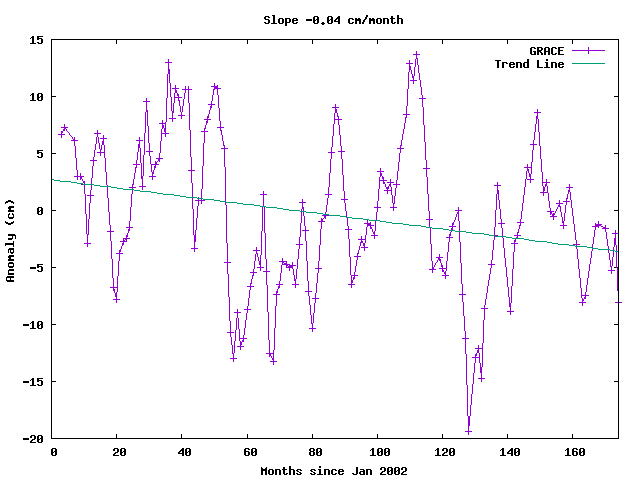 Slope -0.04 cm/month
GRACE
Trend Line
15
10
5
0
-5
-10
-15
-20
Anomaly (cm)
0 20 40 60 80 100 120 140 160
Months since Jan 2002